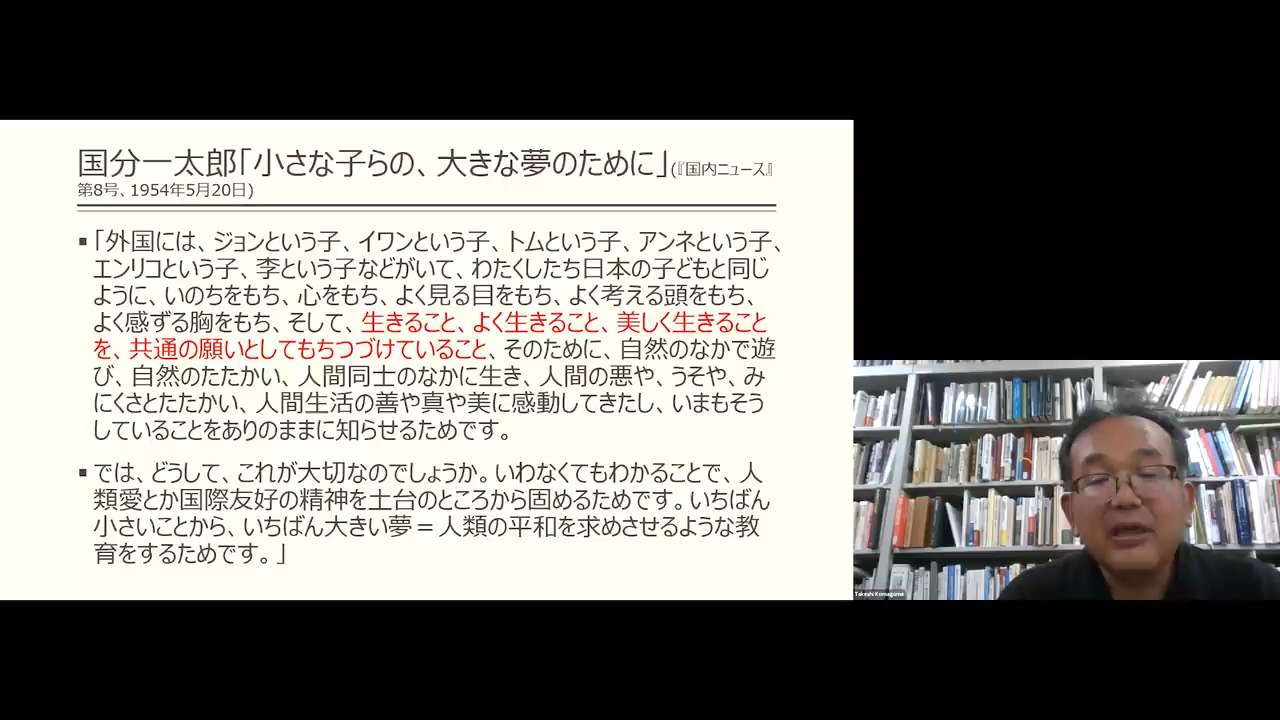 国分一太郎「小さな子らの、大きな夢のために」(『国内ニュース』
第8号、1954年5月20日)
▪「外国には、ジョンという子、イワンという子、トムという子、アンネという子、
エンリコという子、李という子などがいて、わたくしたち日本の子どもと同じ
ように、いのちをもち、心をもち、よく見る目をもち、よく考える頭をもち、
よく感ずる胸をもち、そして、生きること、よく生きること、美しく生きること
を、共通の願いとしてもちつづけていること、そのために、自然のなかで遊
び、自然のたたかい、人間同士のなかに生き、人間の悪や、うそや、み
にくさとたたかい、人間生活の善や真や美に感動してきたし、いまもそう
していることをありのままに知らせるためです。
▪では、どうして、これが大切なのでしょうか。いわなくてもわかることで、人
類愛とか国際友好の精神を土台のところから固めるためです。いちばん
小さいことから、いちばん大きい夢＝人類の平和を求めさせるような教
育をするためです。」
Takeshi Komagome